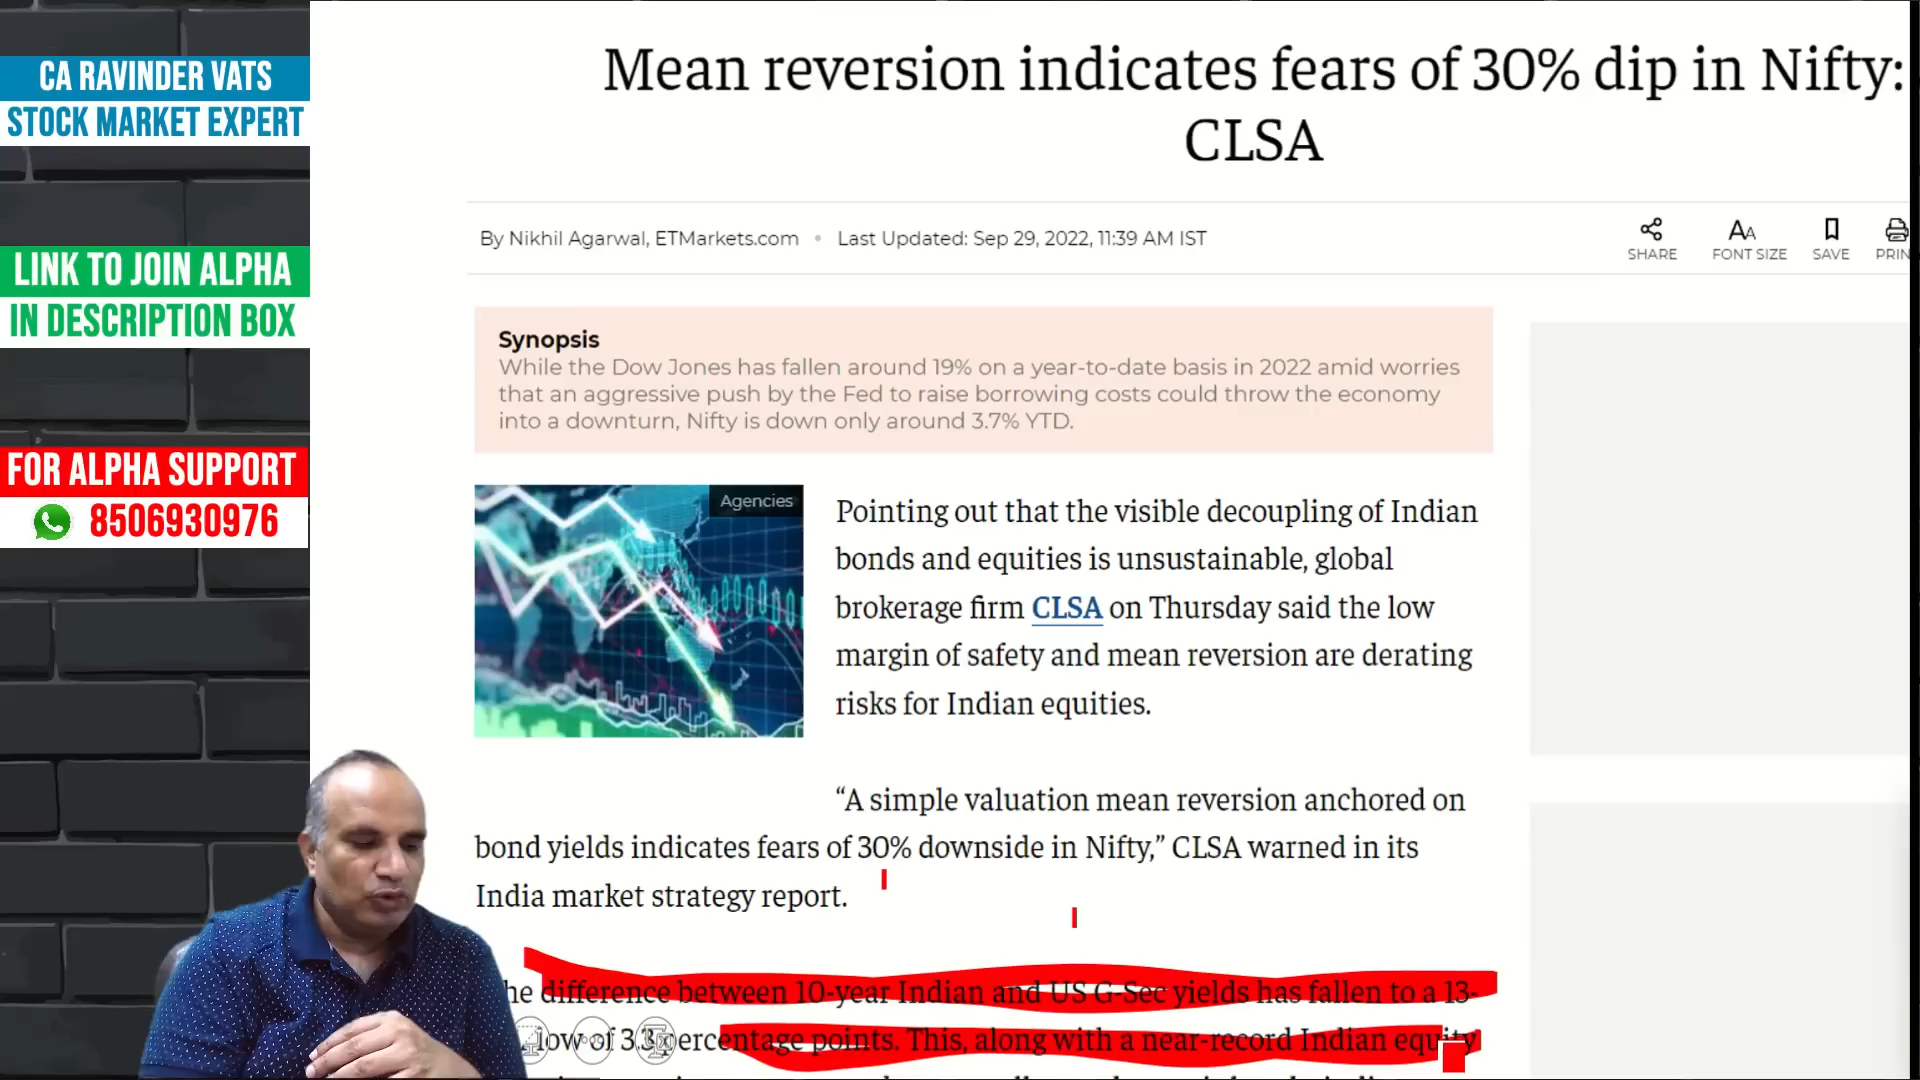 CA RAVINDER VATS
STOCK MARKET EXPERT
LINK TO JOIN ALPHA
IN DESCRIPTION BOX
FOR ALPHA SUPPORT
8506930976
Mean reversion indicates fears of 30% dip in Nifty:
CLSA
By Nikhil Agarwal, ETMarkets.com • Last Updated: Sep 29, 2022, 11:39 AM IST
SHARE
FONT SIZE
SAVE
PRIN
Synopsis
While the Dow Jones has fallen around 19% on a year-to-date basis in 2022 amid worries
that an aggressive push by the Fed to raise borrowing costs could throw the economy
into a downturn, Nifty is down only around 3.7% YTD.
Agencies
Pointing out that the visible decoupling of Indian
bonds and equities is unsustainable, global
brokerage firm CLSA on Thursday said the low
margin of safety and mean reversion are derating
risks for Indian equities.
“A simple valuation mean reversion anchored on
bond yields indicates fears of 30% downside in Nifty,” CLSA warned in its
India market strategy report.
he difference between 10-year Indian and US G-Sec yields has fallen to a 13-
low of 3.3 percentage points. This, along with a near-record Indian equity